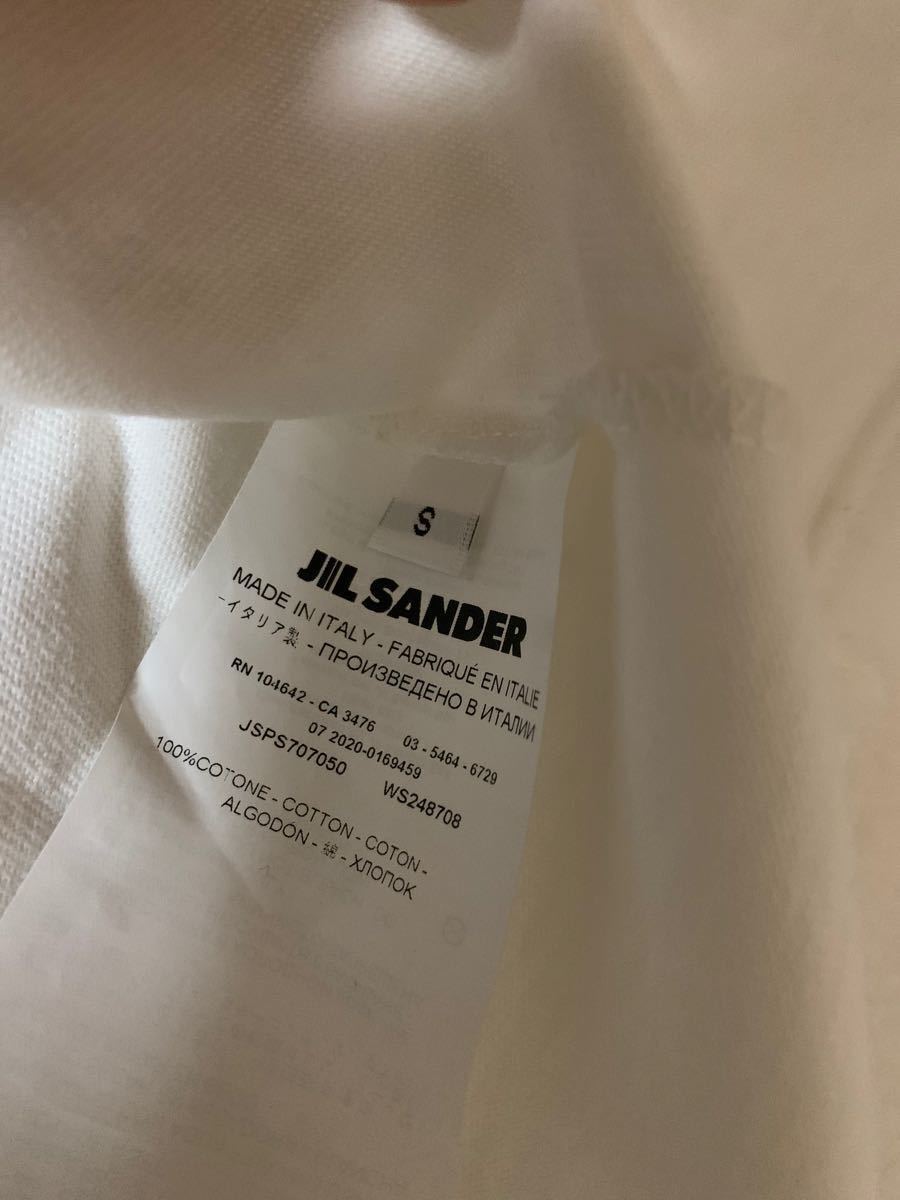 S
JIL SANDER
MADE IN ITALY - FABRIQUÉ EN ITALIE
-イタリア製 - ПРОИЗВЕДЕНО В ИТАЛИИ
RN 104642 - CA 3476 03 - 5464 - 6729
07 2020-0169459
JSPS707050 WS248708
100%COTONE - COTTON - COTON -
ALGODÓN - 綿 - ХЛОПОК